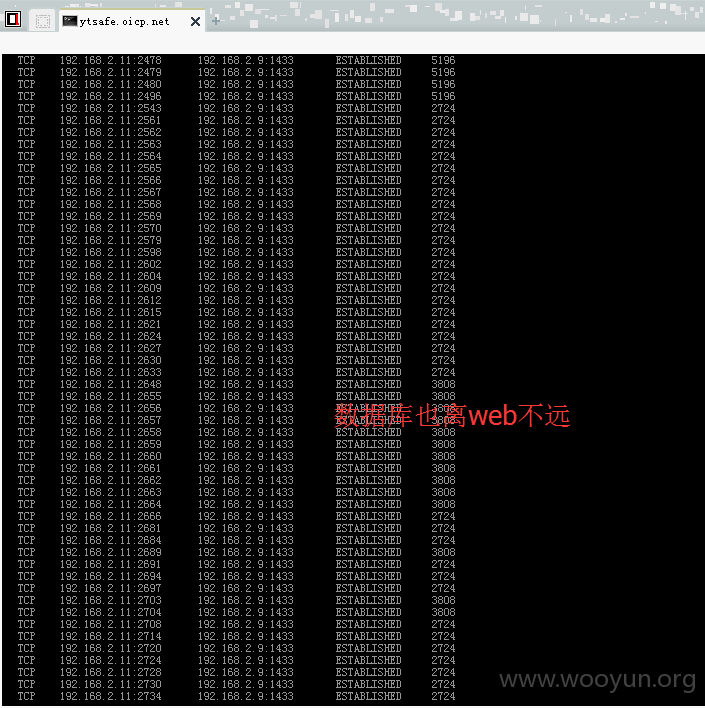 ytsafe.oicp.net
TCP 192.168.2.11:2478 192.168.2.9:1433 ESTABLISHED 5196
TCP 192.168.2.11:2479 192.168.2.9:1433 ESTABLISHED 5196
TCP 192.168.2.11:2480 192.168.2.9:1433 ESTABLISHED 5196
TCP 192.168.2.11:2496 192.168.2.9:1433 ESTABLISHED 5196
TCP 192.168.2.11:2543 192.168.2.9:1433 ESTABLISHED 2724
TCP 192.168.2.11:2561 192.168.2.9:1433 ESTABLISHED 2724
TCP 192.168.2.11:2562 192.168.2.9:1433 ESTABLISHED 2724
TCP 192.168.2.11:2563 192.168.2.9:1433 ESTABLISHED 2724
TCP 192.168.2.11:2564 192.168.2.9:1433 ESTABLISHED 2724
TCP 192.168.2.11:2565 192.168.2.9:1433 ESTABLISHED 2724
TCP 192.168.2.11:2566 192.168.2.9:1433 ESTABLISHED 2724
TCP 192.168.2.11:2567 192.168.2.9:1433 ESTABLISHED 2724
TCP 192.168.2.11:2568 192.168.2.9:1433 ESTABLISHED 2724
TCP 192.168.2.11:2569 192.168.2.9:1433 ESTABLISHED 2724
TCP 192.168.2.11:2570 192.168.2.9:1433 ESTABLISHED 2724
TCP 192.168.2.11:2579 192.168.2.9:1433 ESTABLISHED 2724
TCP 192.168.2.11:2598 192.168.2.9:1433 ESTABLISHED 2724
TCP 192.168.2.11:2602 192.168.2.9:1433 ESTABLISHED 2724
TCP 192.168.2.11:2604 192.168.2.9:1433 ESTABLISHED 2724
TCP 192.168.2.11:2609 192.168.2.9:1433 ESTABLISHED 2724
TCP 192.168.2.11:2612 192.168.2.9:1433 ESTABLISHED 2724
TCP 192.168.2.11:2615 192.168.2.9:1433 ESTABLISHED 2724
TCP 192.168.2.11:2621 192.168.2.9:1433 ESTABLISHED 2724
TCP 192.168.2.11:2624 192.168.2.9:1433 ESTABLISHED 2724
TCP 192.168.2.11:2627 192.168.2.9:1433 ESTABLISHED 2724
TCP 192.168.2.11:2630 192.168.2.9:1433 ESTABLISHED 2724
TCP 192.168.2.11:2633 192.168.2.9:1433 ESTABLISHED 2724
TCP 192.168.2.11:2648 192.168.2.9:1433 ESTABLISHED 3808
TCP 192.168.2.11:2655 192.168.2.9:1433 ESTABLISHED 3808
TCP 192.168.2.11:2656 192.168.2.9:1433
数据库也离web不远
TCP 192.168.2.11:2657 192.168.2.9:1433
TCP 192.168.2.11:2658 192.168.2.9:1433 ESTABLISHED 3808
TCP 192.168.2.11:2659 192.168.2.9:1433 ESTABLISHED 3808
TCP 192.168.2.11:2660 192.168.2.9:1433 ESTABLISHED 3808
TCP 192.168.2.11:2661 192.168.2.9:1433 ESTABLISHED 3808
TCP 192.168.2.11:2662 192.168.2.9:1433 ESTABLISHED 3808
TCP 192.168.2.11:2663 192.168.2.9:1433 ESTABLISHED 3808
TCP 192.168.2.11:2664 192.168.2.9:1433 ESTABLISHED 3808
TCP 192.168.2.11:2666 192.168.2.9:1433 ESTABLISHED 2724
TCP 192.168.2.11:2681 192.168.2.9:1433 ESTABLISHED 2724
TCP 192.168.2.11:2684 192.168.2.9:1433 ESTABLISHED 2724
TCP 192.168.2.11:2689 192.168.2.9:1433 ESTABLISHED 3808
TCP 192.168.2.11:2691 192.168.2.9:1433 ESTABLISHED 2724
TCP 192.168.2.11:2694 192.168.2.9:1433 ESTABLISHED 2724
TCP 192.168.2.11:2697 192.168.2.9:1433 ESTABLISHED 2724
TCP 192.168.2.11:2703 192.168.2.9:1433 ESTABLISHED 3808
TCP 192.168.2.11:2704 192.168.2.9:1433 ESTABLISHED 3808
TCP 192.168.2.11:2708 192.168.2.9:1433 ESTABLISHED 2724
TCP 192.168.2.11:2714 192.168.2.9:1433 ESTABLISHED 2724
TCP 192.168.2.11:2720 192.168.2.9:1433 ESTABLISHED 2724
TCP 192.168.2.11:2724 192.168.2.9:1433 ESTABLISHED 2724
TCP 192.168.2.11:2728 192.168.2.9:1433 ESTABLISHED 2724
TCP 192.168.2.11:2730 192.168.2.9:1433 ESTABLISHED 2724
TCP 192.168.2.11:2734 192.168.2.9:1433 ESTABLISHED 2724
www.wooyun.org